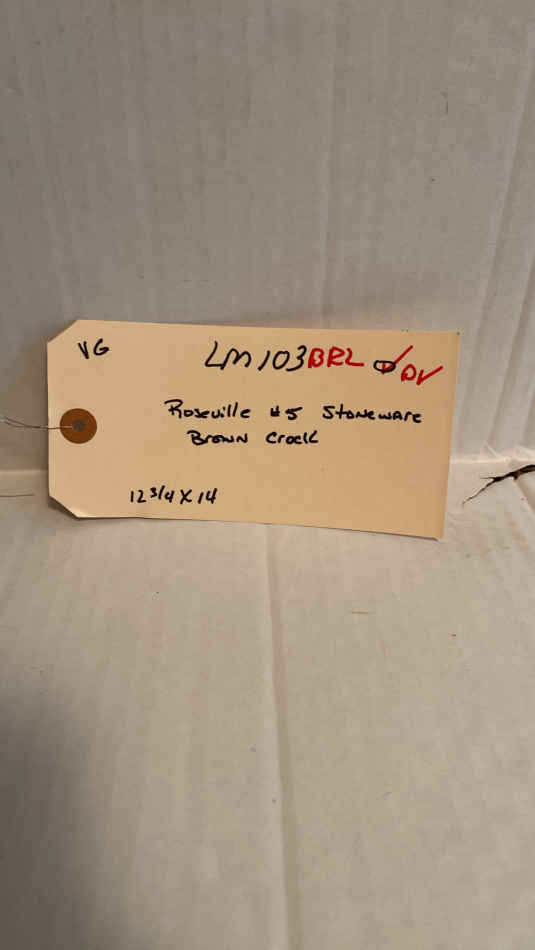 VG LM103BRL DV
Roseville #5 Stoneware
Brown Crock
12 3/4 X 14